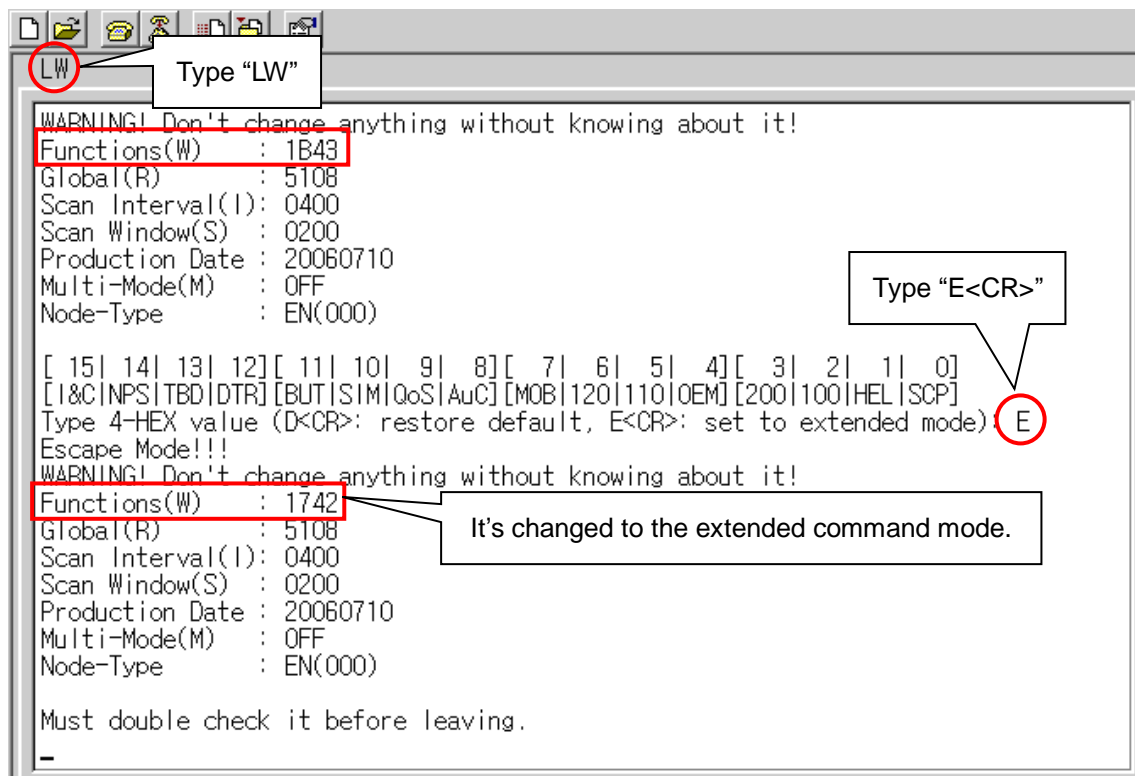 LW
Type “LW”
WARNING! Don't change anything without knowing about it!
Functions(W) : 1B43
Global(R) : 5108
Scan Interval(I): 0400
Scan Window(S) : 0200
Production Date : 20060710
Multi-Mode(M) : OFF
Node-Type : EN(000)
Type “E<CR>”
[ 15| 14| 13| 12][ 11| 10| 9| 8][ 7| 6| 5| 4][ 3| 2| 1| 0]
[I&C|NPS|TBD|DTR][BUT|SIM|QoS|AuC][MOB|120|110|OEM][200|100|HEL|SCP]
Type 4-HEX value (D<CR>: restore default, E<CR>: set to extended mode): E
Escape Mode!!!
WARNING! Don't change anything without knowing about it!
Functions(W) : 1742
It’s changed to the extended command mode.
Global(R) : 5108
Scan Interval(I): 0400
Scan Window(S) : 0200
Production Date : 20060710
Multi-Mode(M) : OFF
Node-Type : EN(000)
Must double check it before leaving.